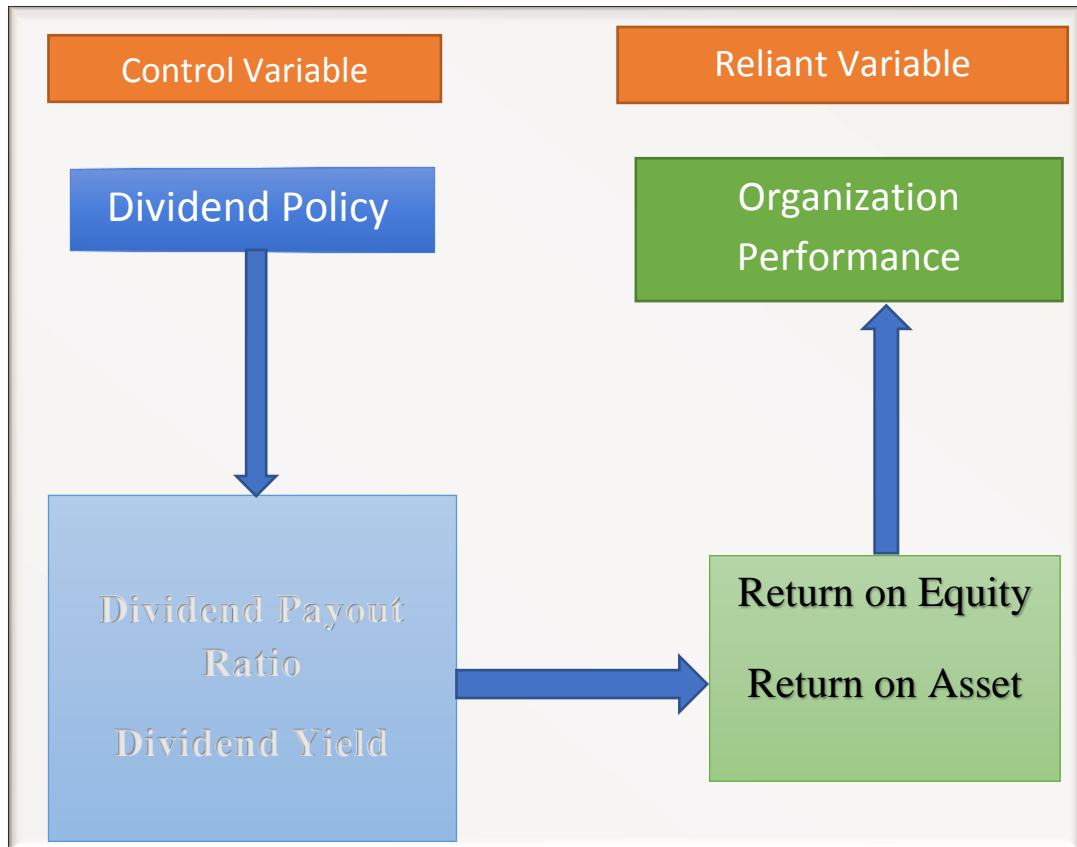 Control Variable
Reliant Variable
Dividend Policy
Organization
Performance
Dividend Payout
Ratio
Dividend Yield
Return on Equity
Return on Asset